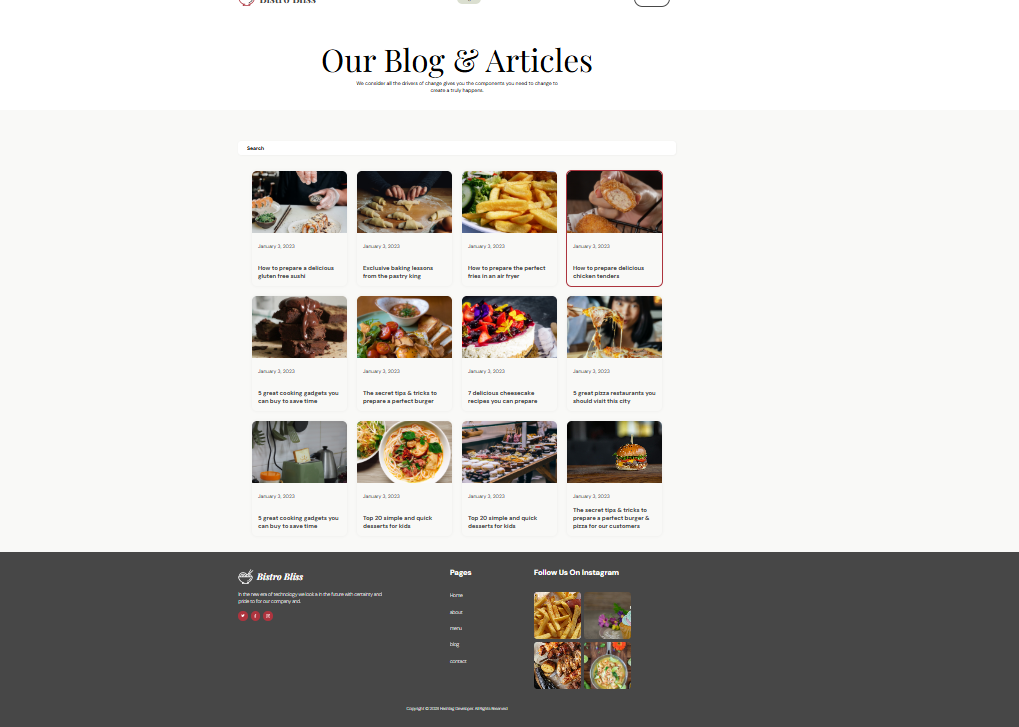 Bistro Bliss
Our Blog & Articles
We consider all the drivers of change gives you the components you need to change to
create a truly happens.
Search
January 3, 2023
January 3, 2023
January 3, 2023
January 3, 2023
How to prepare a delicious
gluten free sushi
Exclusive baking lessons
from the pastry king
How to prepare the perfect
fries in an air fryer
How to prepare delicious
chicken tenders
January 3, 2023
January 3, 2023
January 3, 2023
January 3, 2023
5 great cooking gadgets you
can buy to save time
The secret tips & tricks to
prepare a perfect burger
7 delicious cheesecake
recipes you can prepare
5 great pizza restaurants you
should visit this city
January 3, 2023
January 3, 2023
January 3, 2023
January 3, 2023
5 great cooking gadgets you
can buy to save time
Top 20 simple and quick
desserts for kids
Top 20 simple and quick
desserts for kids
The secret tips & tricks to
prepare a perfect burger &
pizza for our customers
Bistro Bliss
In the new era of technology we look a in the future with certainty and
pride to for our company and.
Pages
Home
about
menu
blog
contact
Follow Us On Instagram
Copyright © 2023 Hashtag Developer. All Rights Reserved